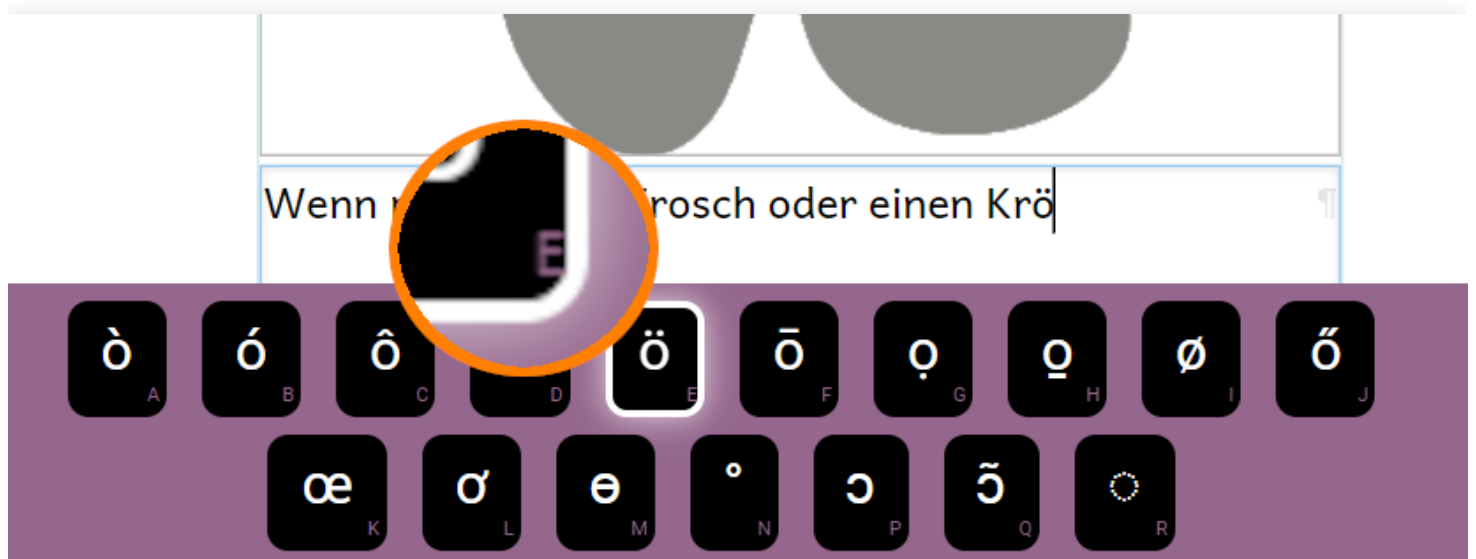 Wenn rosch oder einen Krö ¶
E
ò A ó B ô C D ö E ō F ọ G o̲ H ø I ő J
œ K ơ L ɵ M ° N ɔ P ɔ̃ Q ◌ R